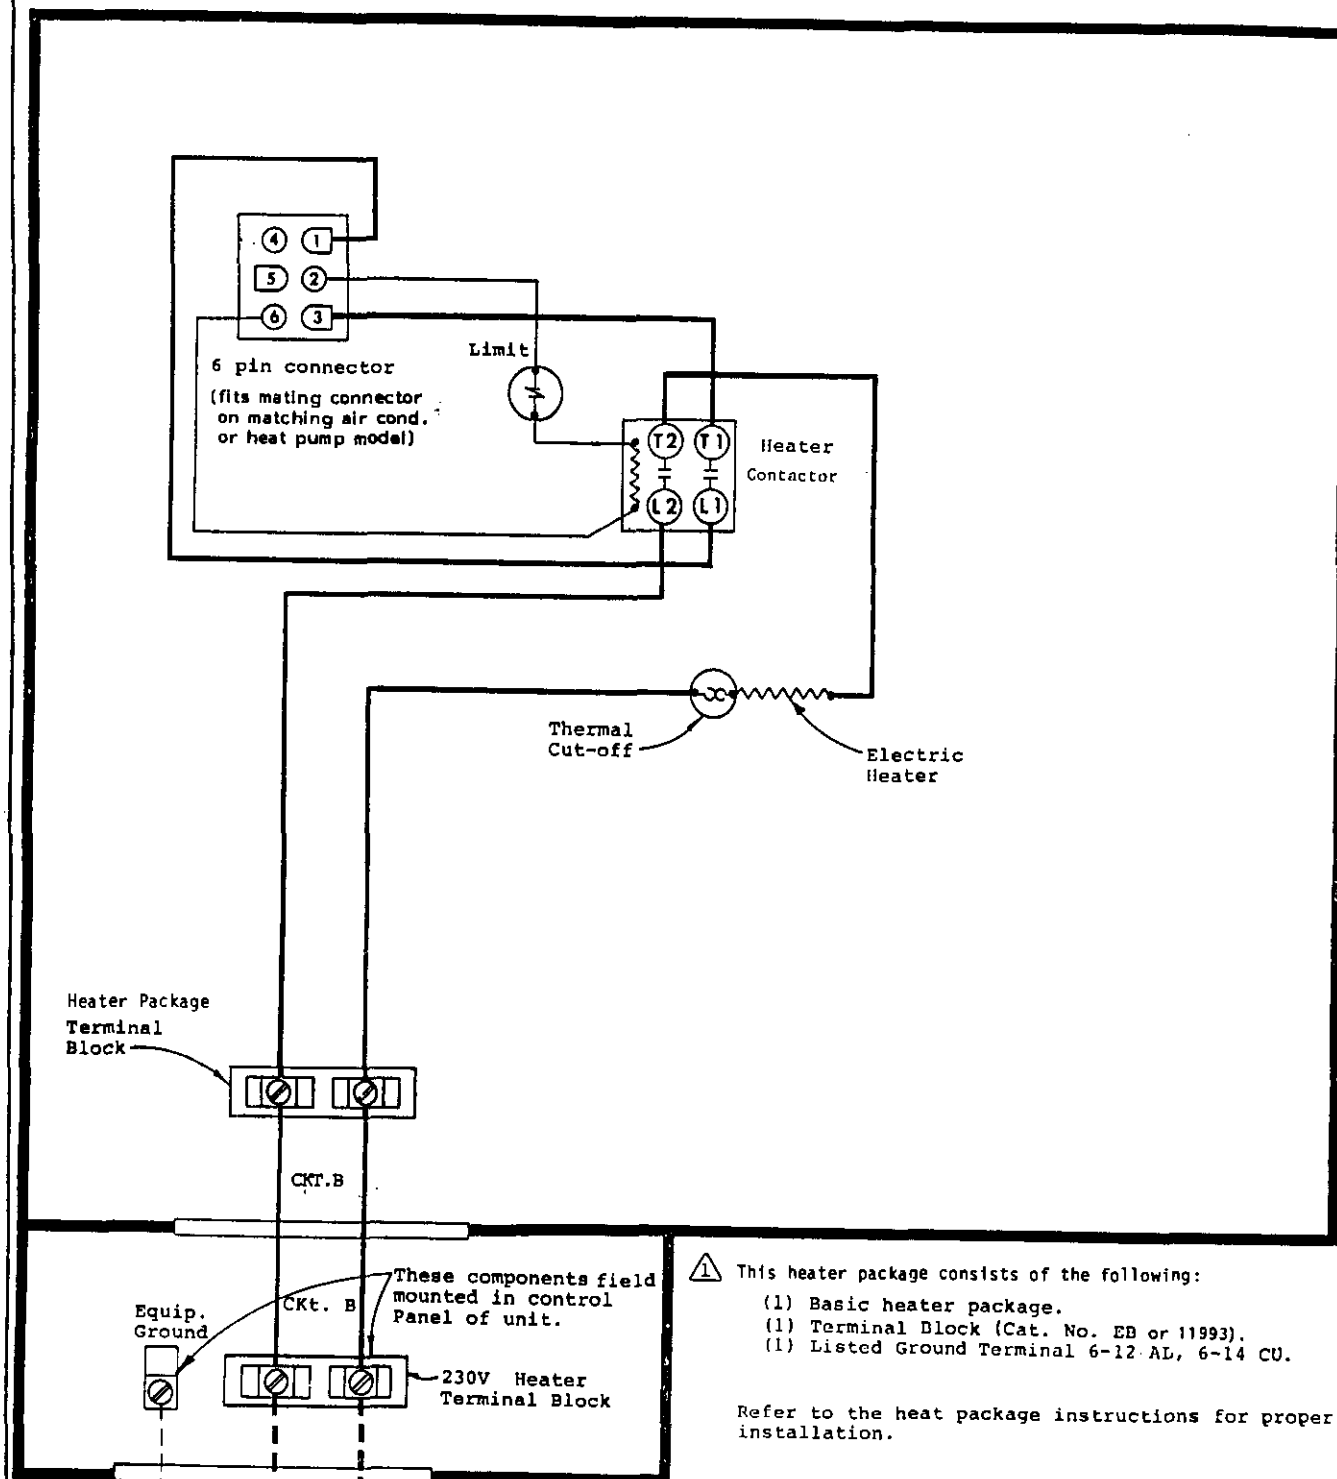 4 1
5 2
6 3
6 pin connector
(fits mating connector
on matching air cond.
or heat pump model)
Limit
T2 T1
L2 L1
Heater
Contactor
Thermal
Cut-off
Electric
Heater
Heater Package
Terminal
Block
CKT.B
CKt. B
These components field
mounted in control
Panel of unit.
Equip.
Ground
230V Heater
Terminal Block
1 This heater package consists of the following:
(1) Basic heater package.
(1) Terminal Block (Cat. No. EB or 11993).
(1) Listed Ground Terminal 6-12 AL, 6-14 CU.
Refer to the heat package instructions for proper
installation.